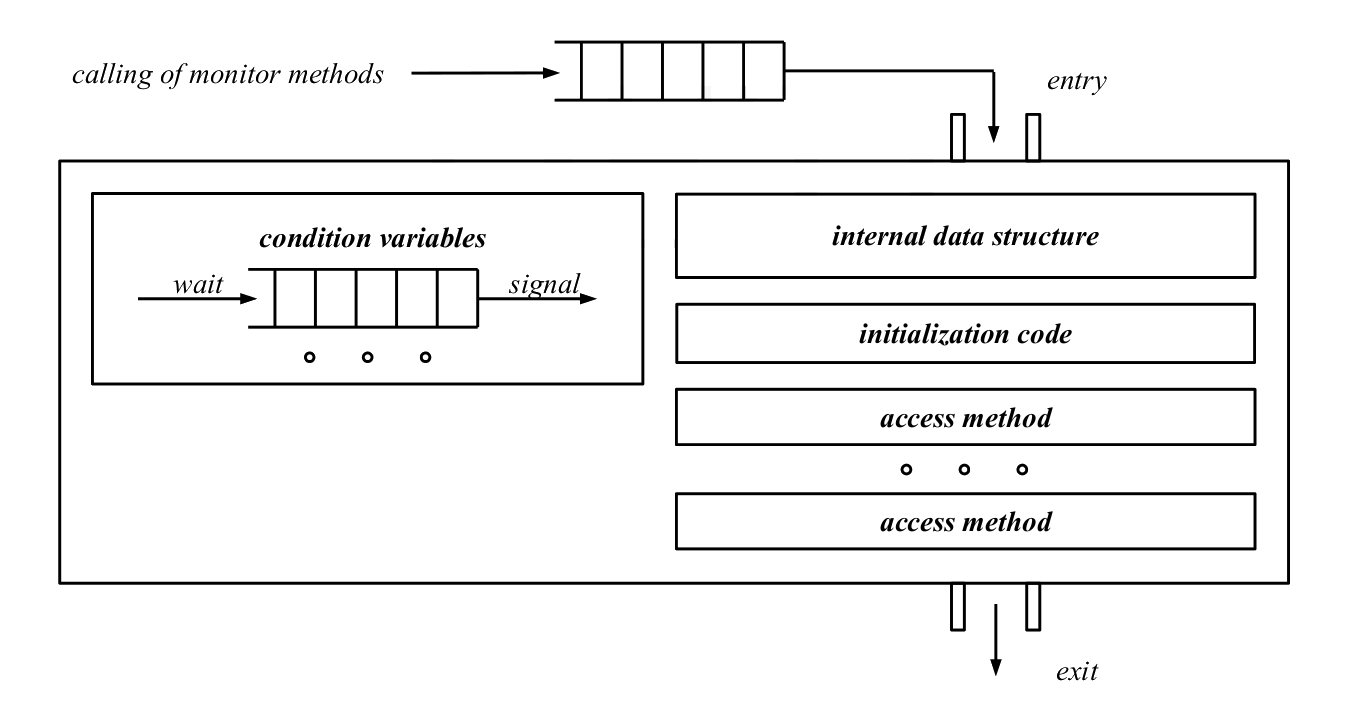 calling of monitor methods
entry
condition variables
wait
signal
internal data structure
initialization code
access method
access method
exit